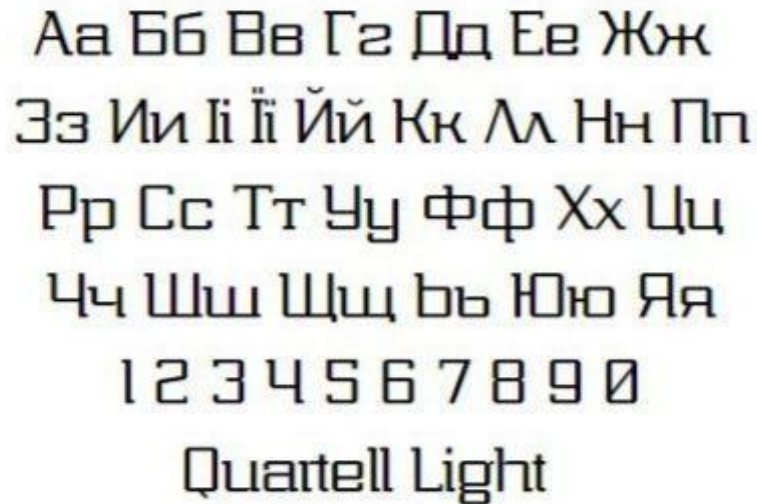 Аа Бб Вв Гг Дд Ее Жж
Зз Ии Іі Її Йй Кк Лл Нн Пп
Рр Сс Тт Уу Фф Хх Цц
Чч Шш Щщ Ьь Юю Яя
1 2 3 4 5 6 7 8 9 0
Quartell Light